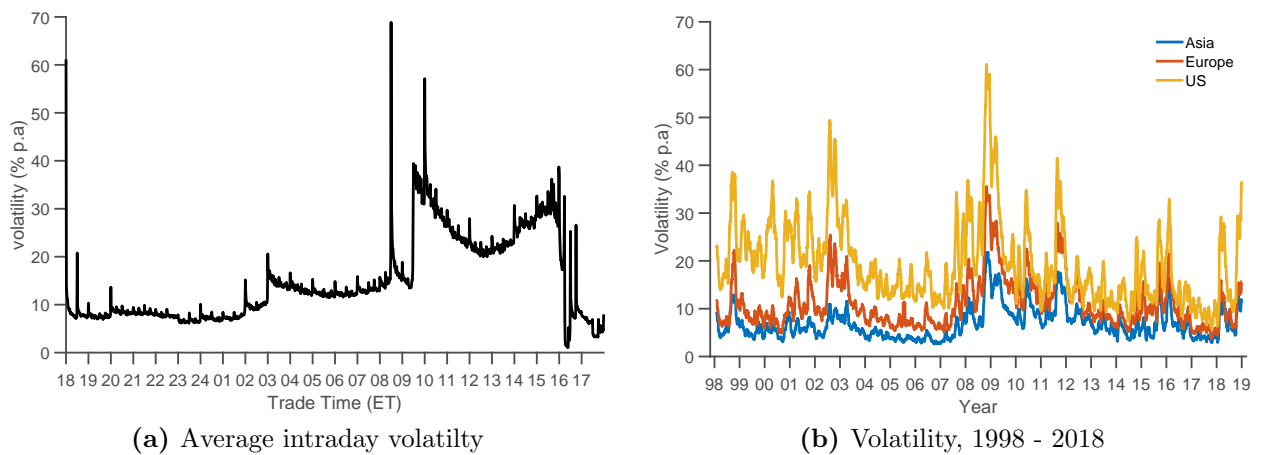 70
60
50
40
30
20
10
0
volatility (% p.a)
18 19 20 21 22 23 24 01 02 03 04 05 06 07 08 09 10 11 12 13 14 15 16 17
Trade Time (ET)
(a) Average intraday volatilty
70
60
50
40
30
20
10
0
Volatility (% p.a)
Asia
Europe
US
98 99 00 01 02 03 04 05 06 07 08 09 10 11 12 13 14 15 16 17 18 19
Year
(b) Volatility, 1998 - 2018